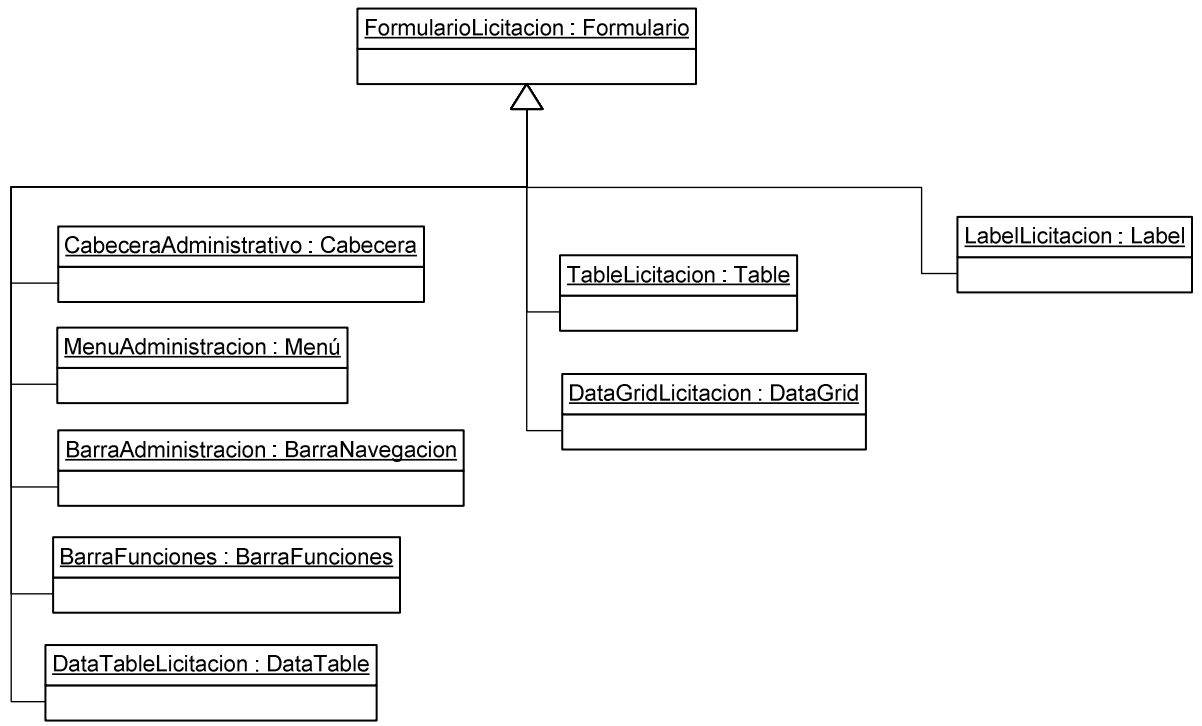 FormularioLicitacion : Formulario
CabeceraAdministrativo : Cabecera
MenuAdministracion : Menú
BarraAdministracion : BarraNavegacion
BarraFunciones : BarraFunciones
DataTableLicitacion : DataTable
TableLicitacion : Table
DataGridLicitacion : DataGrid
LabelLicitacion : Label